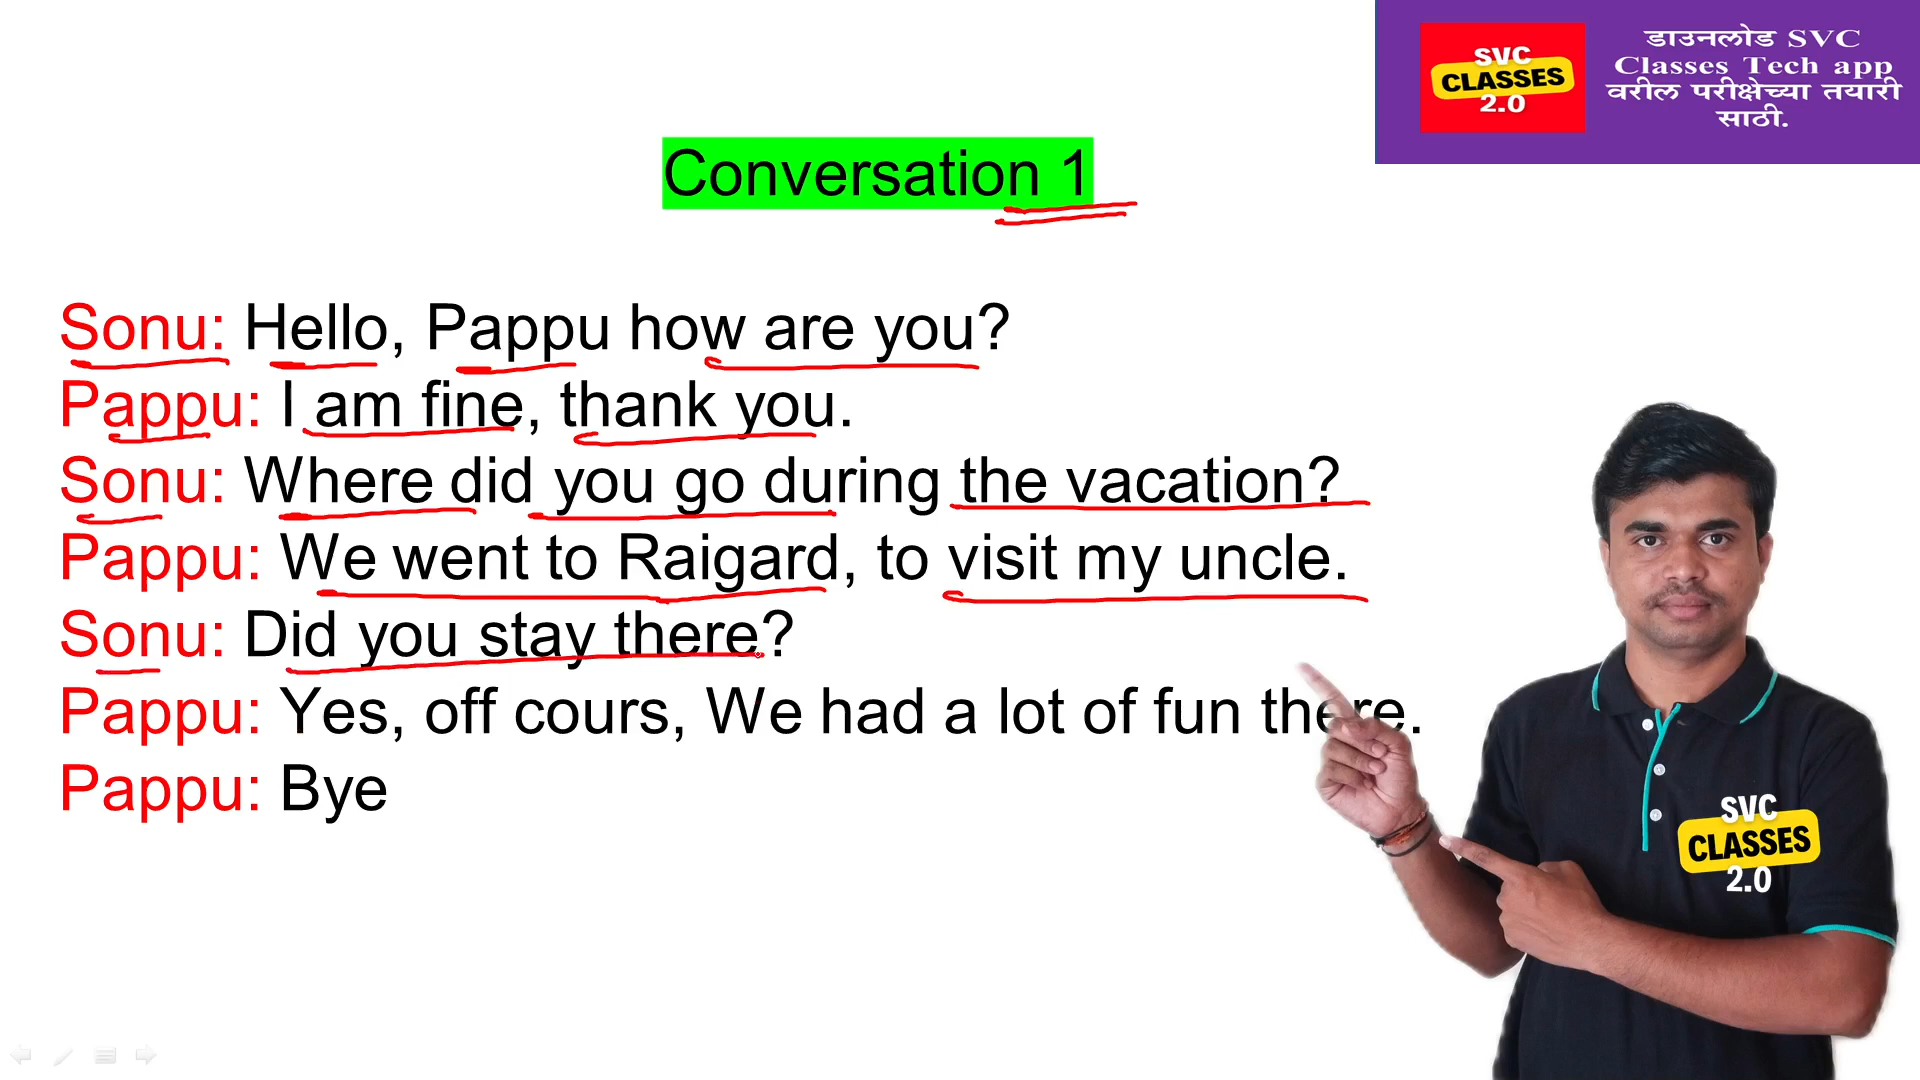 SVC
CLASSES
2.0
डाउनलोड SVC
Classes Tech app
वरील परीक्षेच्या तयारी
साठी.
Conversation 1
Sonu: Hello, Pappu how are you?
Pappu: I am fine, thank you.
Sonu: Where did you go during the vacation?
Pappu: We went to Raigard, to visit my uncle.
Sonu: Did you stay there?
Pappu: Yes, off cours, We had a lot of fun there.
Pappu: Bye
SVC
CLASSES
2.0